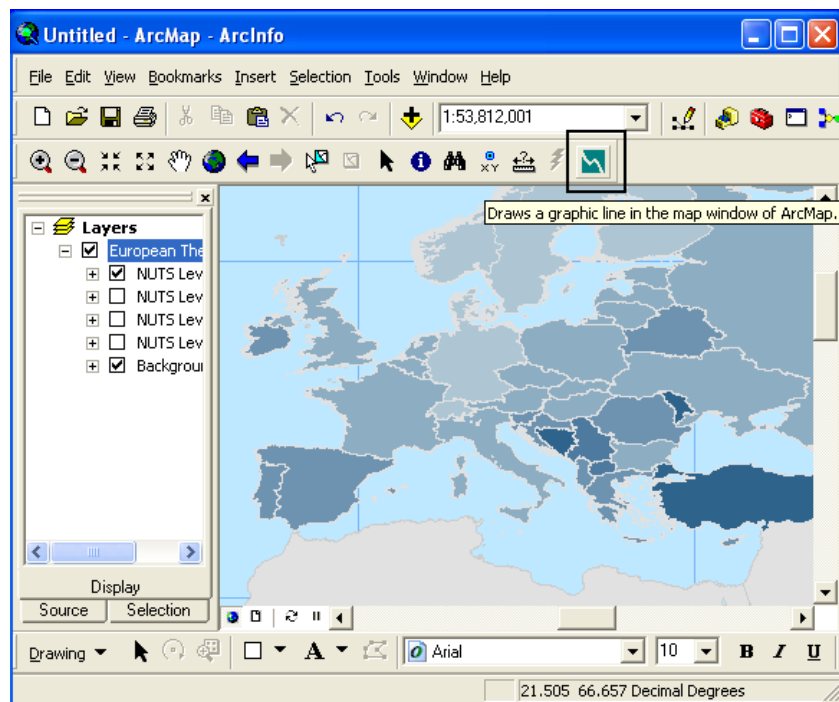 Untitled - ArcMap - ArcInfo
File Edit View Bookmarks Insert Selection Tools Window Help
1:53,812,001
XY
Draws a graphic line in the map window of ArcMap.
Layers
European The
NUTS Lev
NUTS Lev
NUTS Lev
NUTS Lev
Backgrou
Display
Source Selection
Drawing A Arial 10 B I U
21.505 66.657 Decimal Degrees